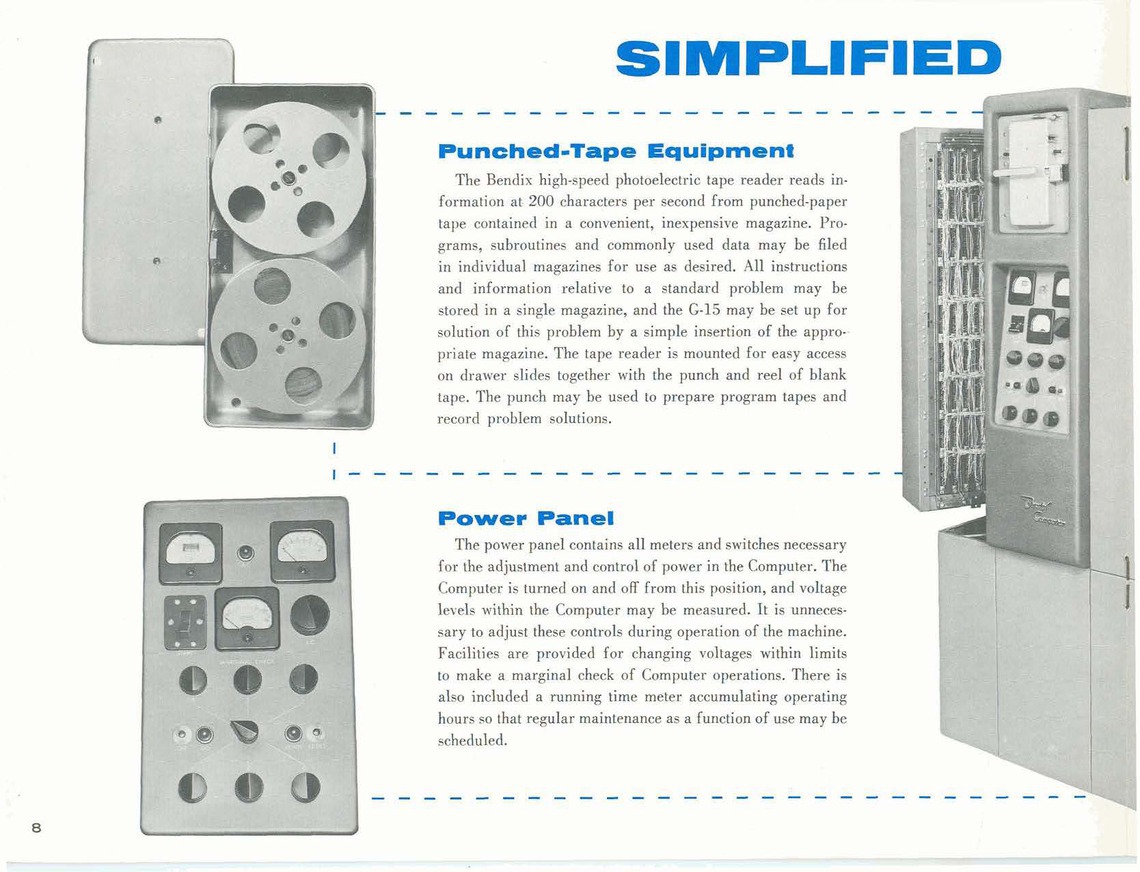 SIMPLIFIED
Punched-Tape Equipment
The Bendix high-speed photoelectric tape reader reads in-
formation at 200 characters per second from punched-paper
tape contained in a convenient, inexpensive magazine. Pro-
grams, subroutines and commonly used data may be filed
in individual magazines for use as desired. All instructions
and information relative to a standard problem may be
stored in a single magazine, and the G-15 may be set up for
solution of this problem by a simple insertion of the appro-
priate magazine. The tape reader is mounted for easy access
on drawer slides together with the punch and reel of blank
tape. The punch may be used to prepare program tapes and
record problem solutions.
Power Panel
The power panel contains all meters and switches necessary
for the adjustment and control of power in the Computer. The
Computer is turned on and off from this position, and voltage
levels within the Computer may be measured. It is unneces-
sary to adjust these controls during operation of the machine.
Facilities are provided for changing voltages within limits
to make a marginal check of Computer operations. There is
also included a running time meter accumulating operating
hours so that regular maintenance as a function of use may be
scheduled.
Bendix
Computer
MARGINAL CHECK
8